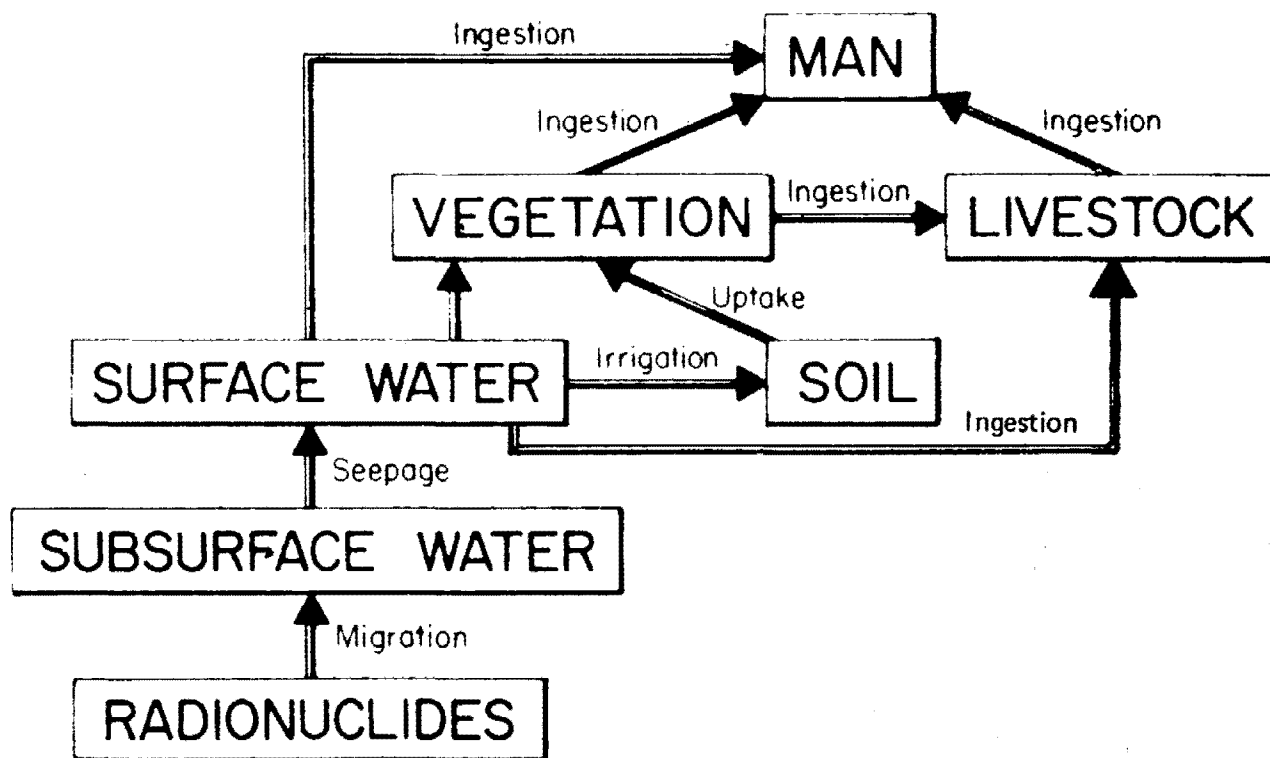 Ingestion
MAN
Ingestion
Ingestion
VEGETATION
Ingestion
LIVESTOCK
Uptake
SURFACE WATER
Irrigation
SOIL
Ingestion
Seepage
SUBSURFACE WATER
Migration
RADIONUCLIDES